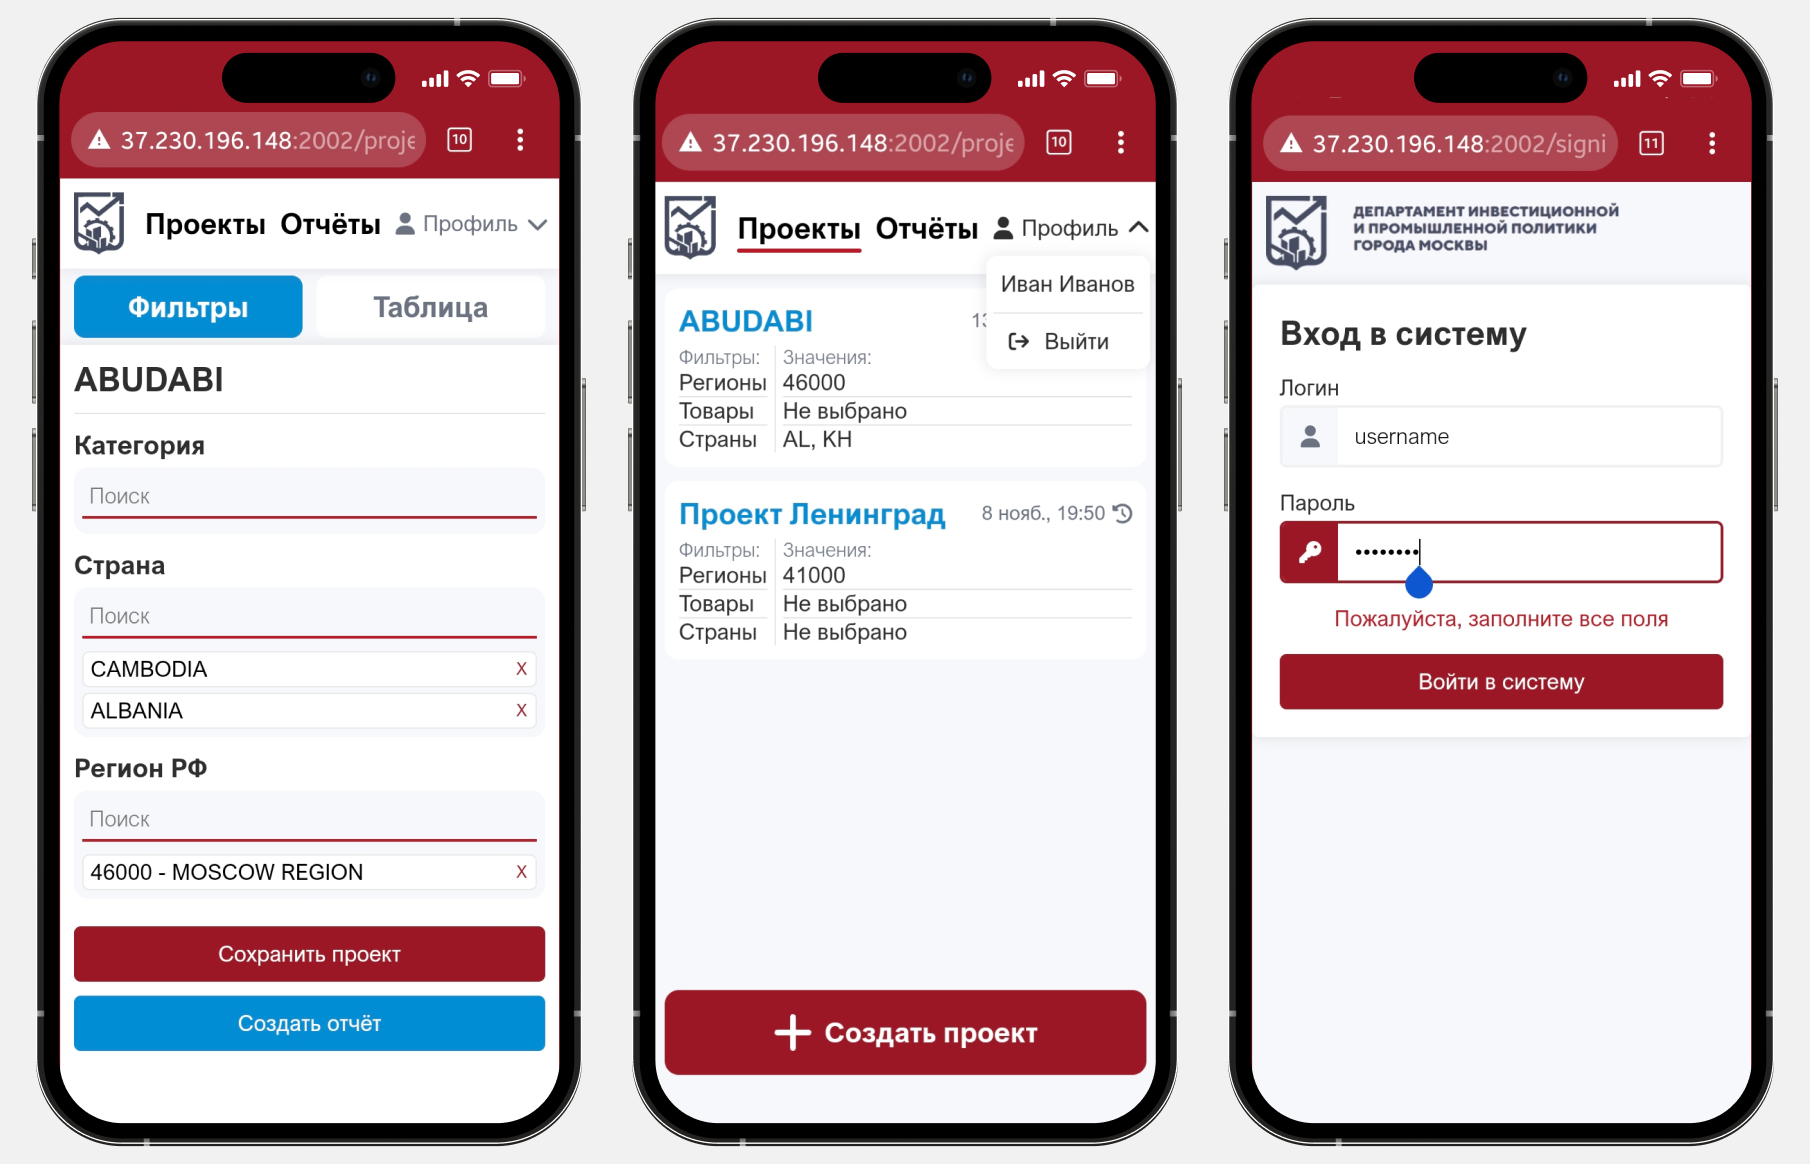 37.230.196.148:2002/proje
10
Проекты Отчёты Профиль
Фильтры Таблица
ABUDABI
Категория
Поиск
Страна
Поиск
CAMBODIA X
ALBANIA X
Регион РФ
Поиск
46000 - MOSCOW REGION X
Сохранить проект
Создать отчёт
37.230.196.148:2002/proje
10
Проекты Отчёты Профиль
Иван Иванов
Выйти
ABUDABI
Фильтры: Значения:
Регионы 46000
Товары Не выбрано
Страны AL, KH
Проект Ленинград 8 нояб., 19:50
Фильтры: Значения:
Регионы 41000
Товары Не выбрано
Страны Не выбрано
Создать проект
37.230.196.148:2002/signi
11
ДЕПАРТАМЕНТ ИНВЕСТИЦИОННОЙ
И ПРОМЫШЛЕННОЙ ПОЛИТИКИ
ГОРОДА МОСКВЫ
Вход в систему
Логин
username
Пароль
••••••••
Пожалуйста, заполните все поля
Войти в систему